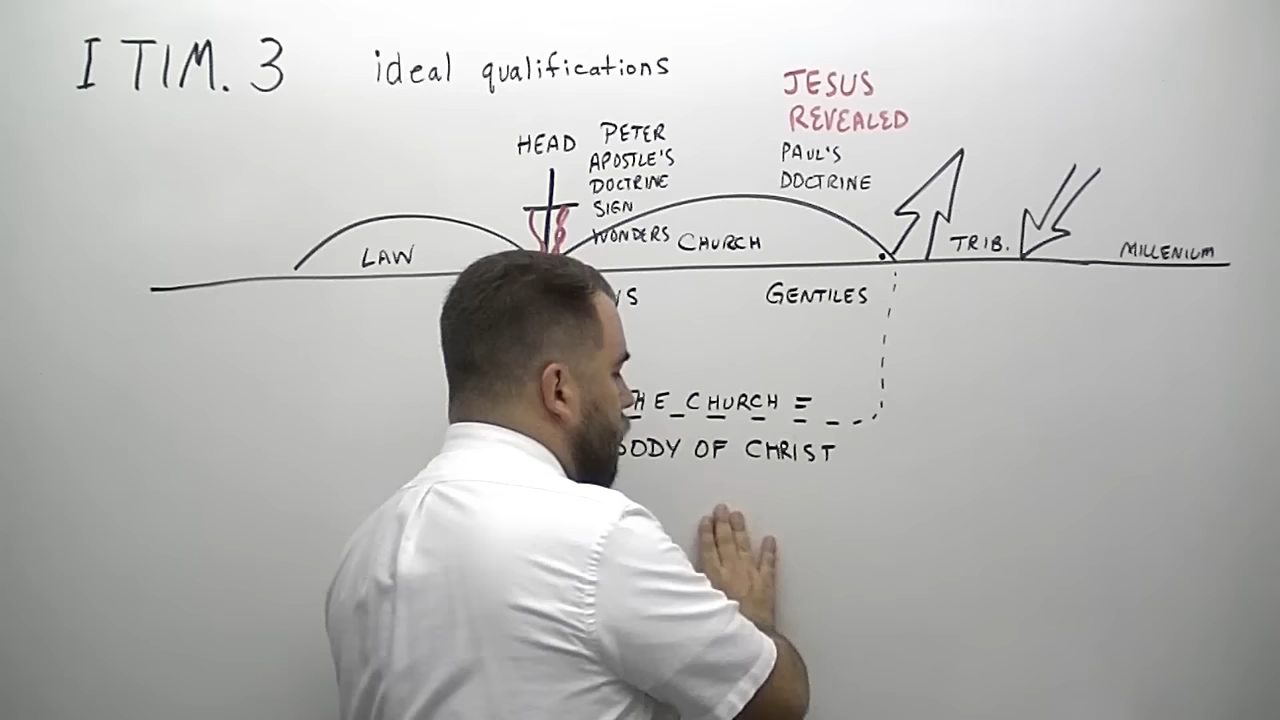 I TIM. 3 ideal qualifications
JESUS
REVEALED
HEAD
PETER
APOSTLE'S
DOCTRINE
SIGN
WONDERS
PAUL'S
DOCTRINE
LAW
CHURCH
TRIB.
MILLENIUM
GENTILES
CHURCH =
BODY OF CHRIST